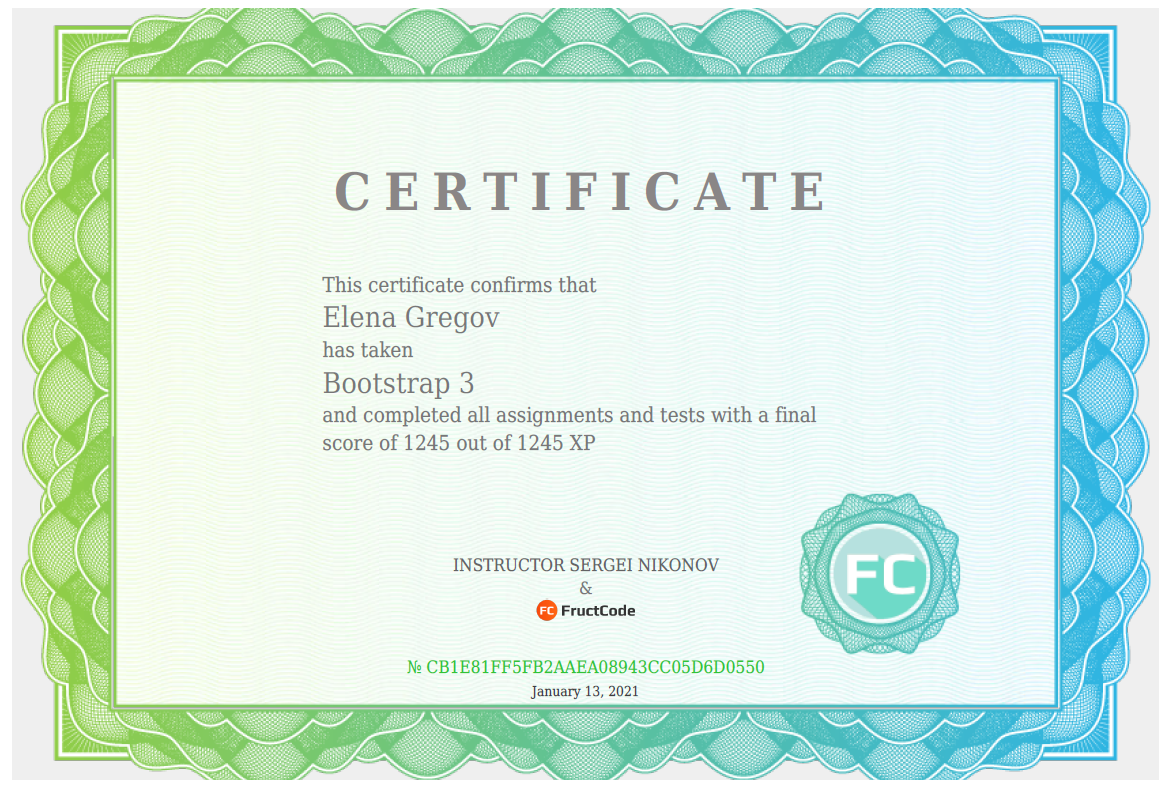 CERTIFICATE
This certificate confirms that
Elena Gregov
has taken
Bootstrap 3
and completed all assignments and tests with a final
score of 1245 out of 1245 XP
FC
INSTRUCTOR SERGEI NIKONOV
&
FC FructCode
№ CB1E81FF5FB2AAEA08943CC05D6D0550
January 13, 2021